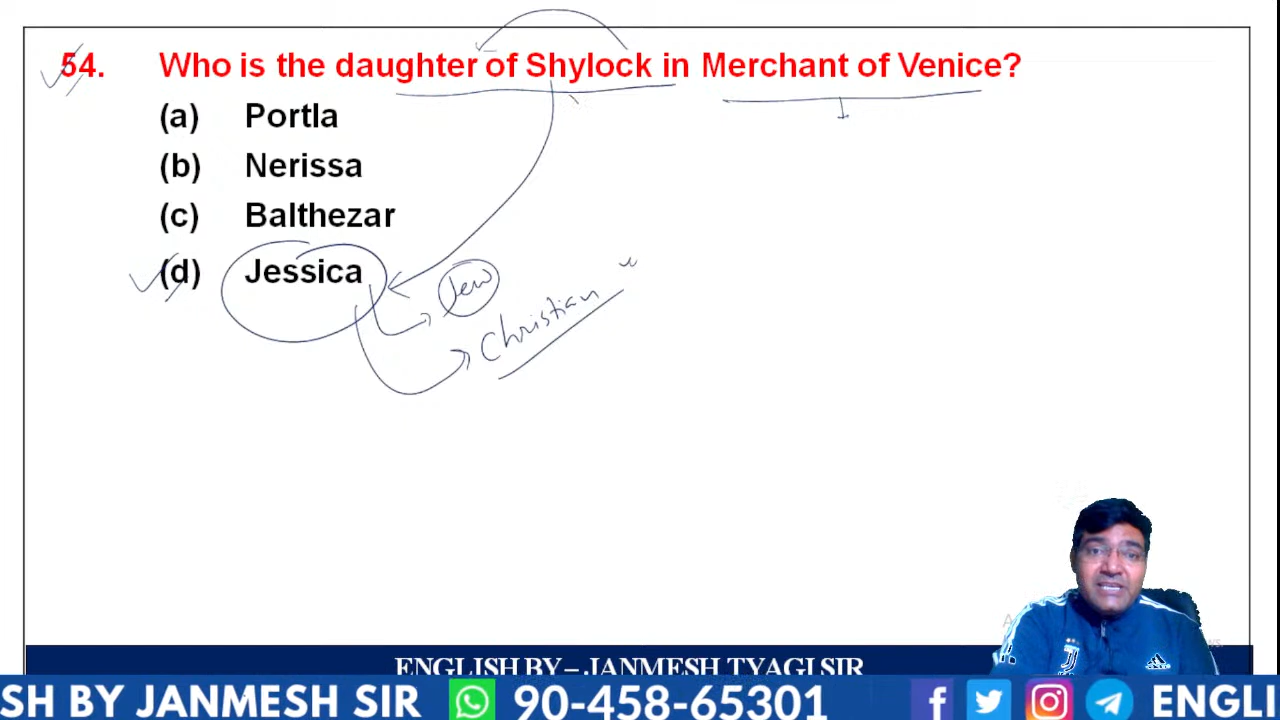 54. Who is the daughter of Shylock in Merchant of Venice?
(a) Portla
(b) Nerissa
(c) Balthezar
(d) Jessica
Jew
Christian
ENGLISH BY – JANMESH TYAGI SIR
SH BY JANMESH SIR 90-458-65301 ENGLI